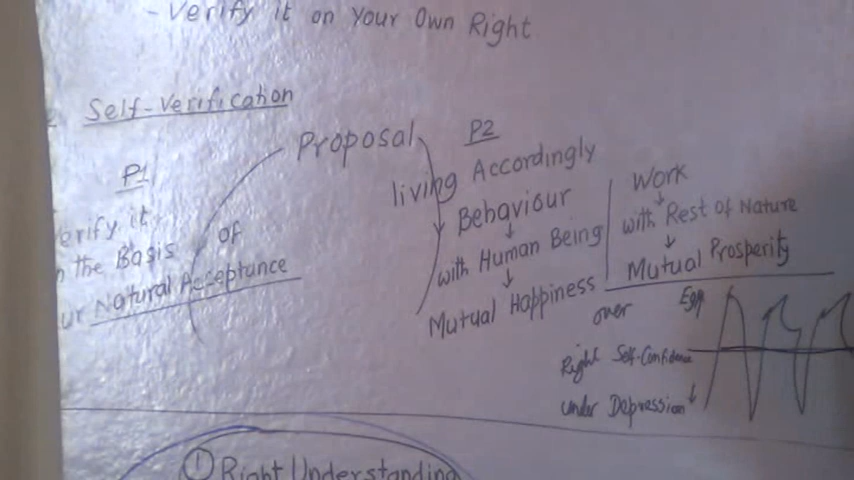 - Verify it on Your Own Right
Self-Verification
Proposal
P1
erify it
n the Basis of
ur Natural Acceptance
P2
living Accordingly
Behaviour
↓
with Human Being
↓
Mutual Happiness
Work
↓
with Rest of Nature
↓
Mutual Prosperity
over
Right Self-Confidence
under Depression ↓
① Right Understanding